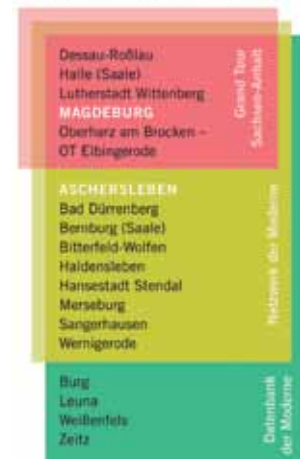 Dessau-Roßlau
Halle (Saale)
Lutherstadt Wittenberg
MAGDEBURG
Oberharz am Brocken –
OT Elbingerode
Grand Tour
Sachsen-Anhalt
ASCHERSLEBEN
Bad Dürrenberg
Bernburg (Saale)
Bitterfeld-Wolfen
Haldensleben
Hansestadt Stendal
Merseburg
Sangerhausen
Wernigerode
Netzwerk der Moderne
Burg
Leuna
Weißenfels
Zeitz
Datenbank
der Moderne